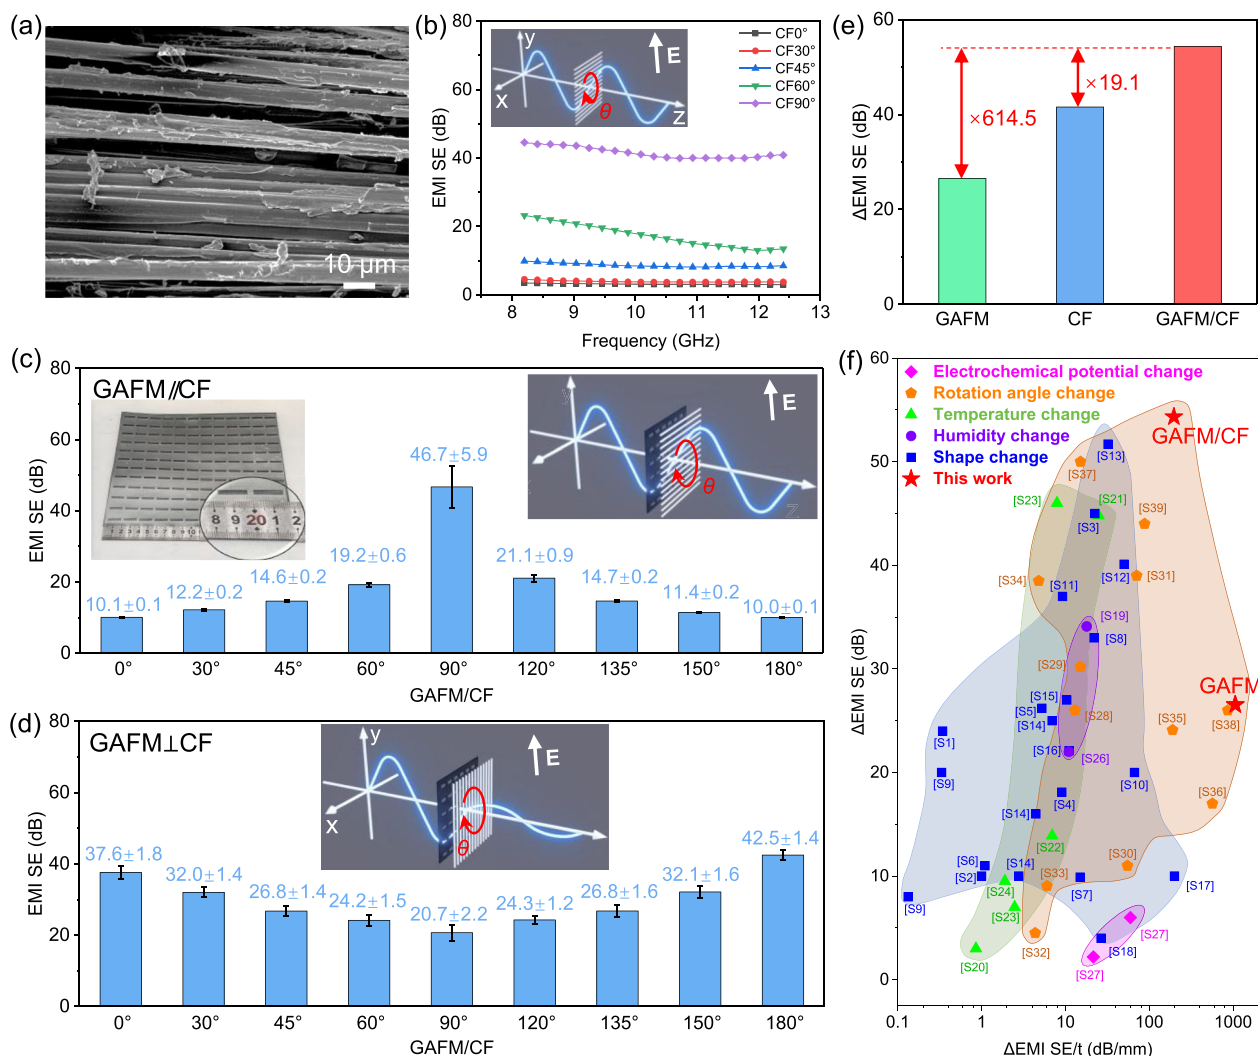 (a)
10 μm
(b)
EMI SE (dB)
80
60
40
20
0
8
9
10
11
12
13
Frequency (GHz)
CF0°
CF30°
CF45°
CF60°
CF90°
y
x
z
E
θ
(e)
ΔEMI SE (dB)
60
40
20
0
×614.5
×19.1
GAFM
CF
GAFM/CF
(c)
GAFM//CF
EMI SE (dB)
80
60
40
20
0
8 9 20 1 2
E
θ
y
z
10.1±0.1
12.2±0.2
14.6±0.2
19.2±0.6
46.7±5.9
21.1±0.9
14.7±0.2
11.4±0.2
10.0±0.1
0° 30° 45° 60° 90° 120° 135° 150° 180°
GAFM/CF
(d)
GAFM⊥CF
EMI SE (dB)
80
60
40
20
0
y
x
E
θ
37.6±1.8
32.0±1.4
26.8±1.4
24.2±1.5
20.7±2.2
24.3±1.2
26.8±1.6
32.1±1.6
42.5±1.4
0° 30° 45° 60° 90° 120° 135° 150° 180°
GAFM/CF
(f)
ΔEMI SE (dB)
60
50
40
30
20
10
0
Electrochemical potential change
Rotation angle change
Temperature change
Humidity change
Shape change
This work
GAFM/CF
[S13]
[S37]
[S23]
[S21]
[S3]
[S39]
[S34]
[S11]
[S12]
[S31]
[S19]
[S8]
[S29]
[S15]
[S5]
[S14]
[S28]
GAFM
[S38]
[S35]
[S1]
[S16]
[S26]
[S9]
[S10]
[S4]
[S36]
[S14]
[S22]
[S6]
[S2]
[S14]
[S24]
[S33]
[S7]
[S30]
[S17]
[S9]
[S23]
[S32]
[S27]
[S18]
[S20]
[S27]
0.1 1 10 100 1000
ΔEMI SE/t (dB/mm)